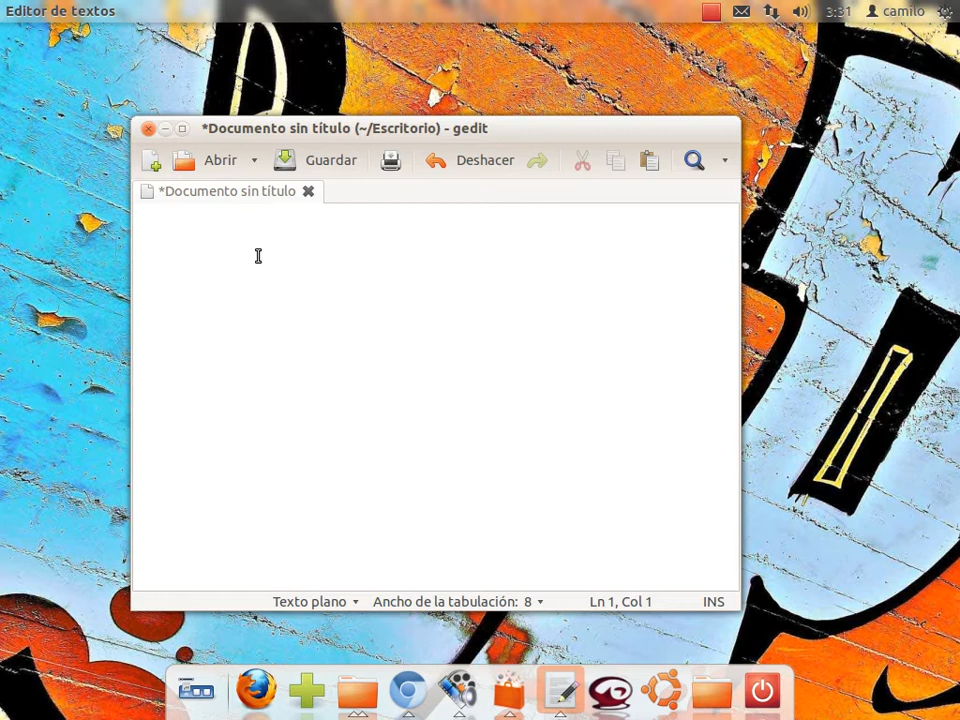 Editor de textos
3:31 camilo
*Documento sin título (~/Escritorio) - gedit
Abrir Guardar Deshacer
*Documento sin título
Texto plano Ancho de la tabulación: 8 Ln 1, Col 1 INS